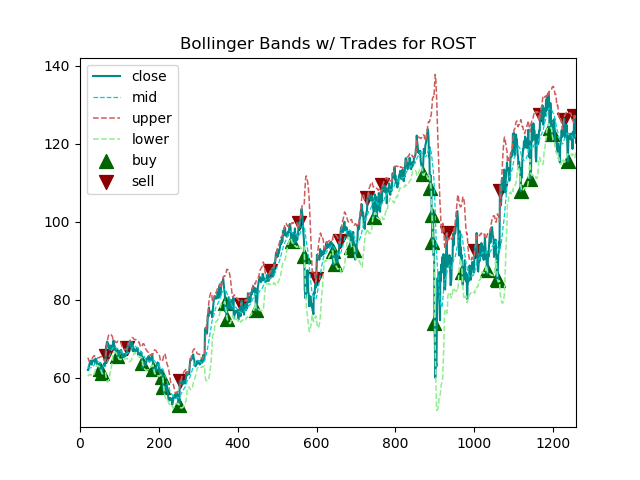 Bollinger Bands w/ Trades for ROST
140
120
100
80
60
close
mid
upper
lower
buy
sell
0 200 400 600 800 1000 1200